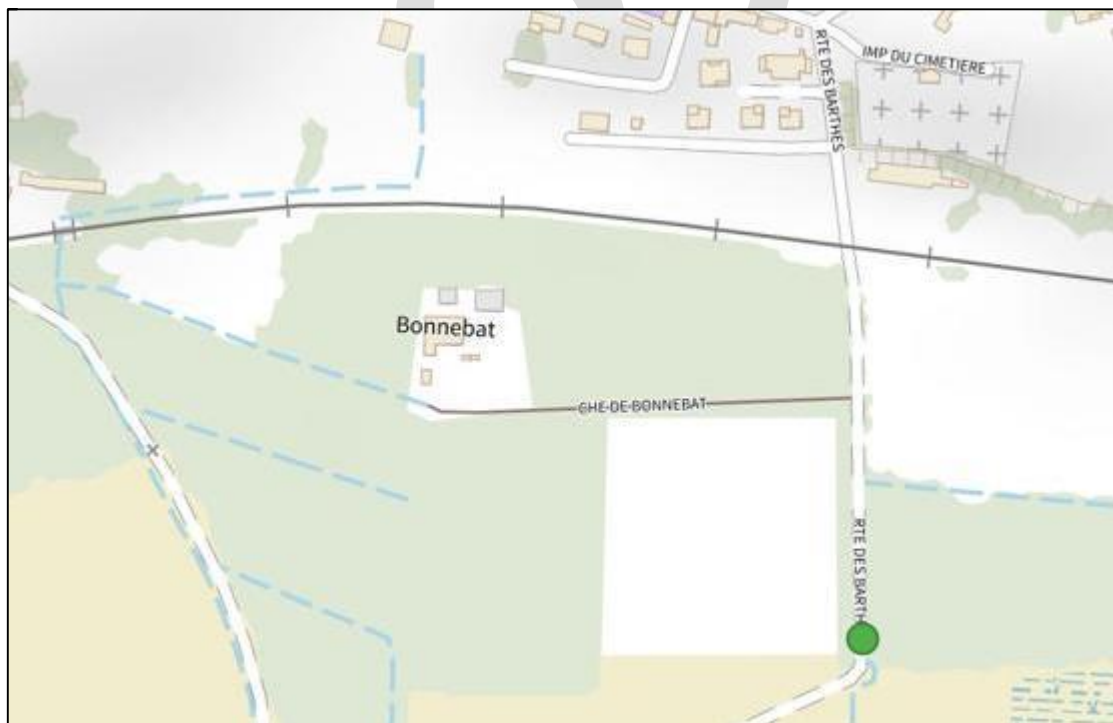 IMP DU CIMETIERE
RTE DES BARTHES
Bonnebat
CHE DE BONNEBAT
RTE DES BARTH